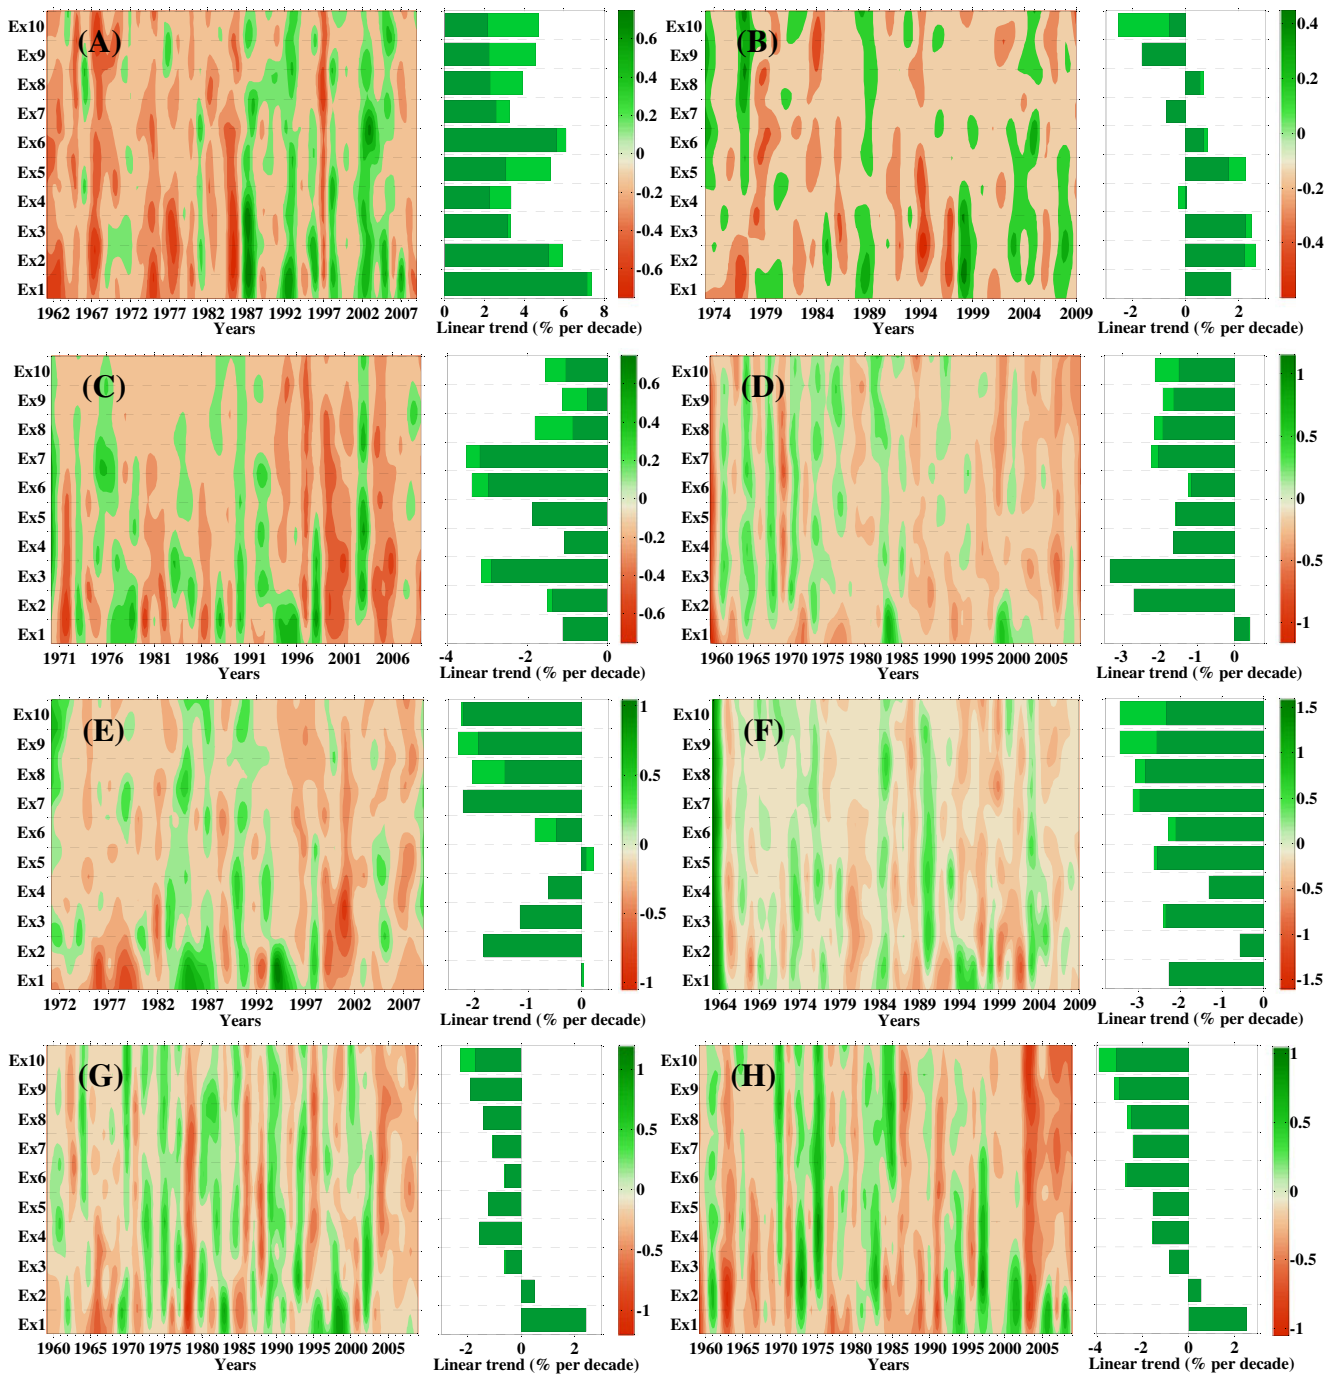 (A)
Ex10
Ex9
Ex8
Ex7
Ex6
Ex5
Ex4
Ex3
Ex2
Ex1
1962 1967 1972 1977 1982 1987 1992 1997 2002 2007
Years
0 2 4 6 8
Linear trend (% per decade)
0.6
0.4
0.2
0
-0.2
-0.4
-0.6
(B)
Ex10
Ex9
Ex8
Ex7
Ex6
Ex5
Ex4
Ex3
Ex2
Ex1
1974 1979 1984 1989 1994 1999 2004 2009
Years
-2 0 2
Linear trend (% per decade)
0.4
0.2
0
-0.2
-0.4
(C)
Ex10
Ex9
Ex8
Ex7
Ex6
Ex5
Ex4
Ex3
Ex2
Ex1
1971 1976 1981 1986 1991 1996 2001 2006
Years
-4 -2 0
Linear trend (% per decade)
0.6
0.4
0.2
0
-0.2
-0.4
-0.6
(D)
Ex10
Ex9
Ex8
Ex7
Ex6
Ex5
Ex4
Ex3
Ex2
Ex1
1960 1965 1970 1975 1980 1985 1990 1995 2000 2005
Years
-3 -2 -1 0
Linear trend (% per decade)
1
0.5
0
-0.5
-1
(E)
Ex10
Ex9
Ex8
Ex7
Ex6
Ex5
Ex4
Ex3
Ex2
Ex1
1972 1977 1982 1987 1992 1997 2002 2007
Years
-2 -1 0
Linear trend (% per decade)
1
0.5
0
-0.5
-1
(F)
Ex10
Ex9
Ex8
Ex7
Ex6
Ex5
Ex4
Ex3
Ex2
Ex1
1964 1969 1974 1979 1984 1989 1994 1999 2004 2009
Years
-3 -2 -1 0
Linear trend (% per decade)
1.5
1
0.5
0
-0.5
-1
-1.5
(G)
Ex10
Ex9
Ex8
Ex7
Ex6
Ex5
Ex4
Ex3
Ex2
Ex1
1960 1965 1970 1975 1980 1985 1990 1995 2000 2005
Years
-2 0 2
Linear trend (% per decade)
1
0.5
0
-0.5
-1
(H)
Ex10
Ex9
Ex8
Ex7
Ex6
Ex5
Ex4
Ex3
Ex2
Ex1
1960 1965 1970 1975 1980 1985 1990 1995 2000 2005
Years
-4 -2 0 2
Linear trend (% per decade)
1
0.5
0
-0.5
-1